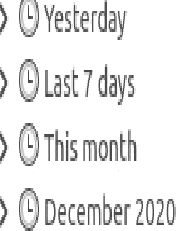 Yesterday
Last 7 days
This month
December 2020